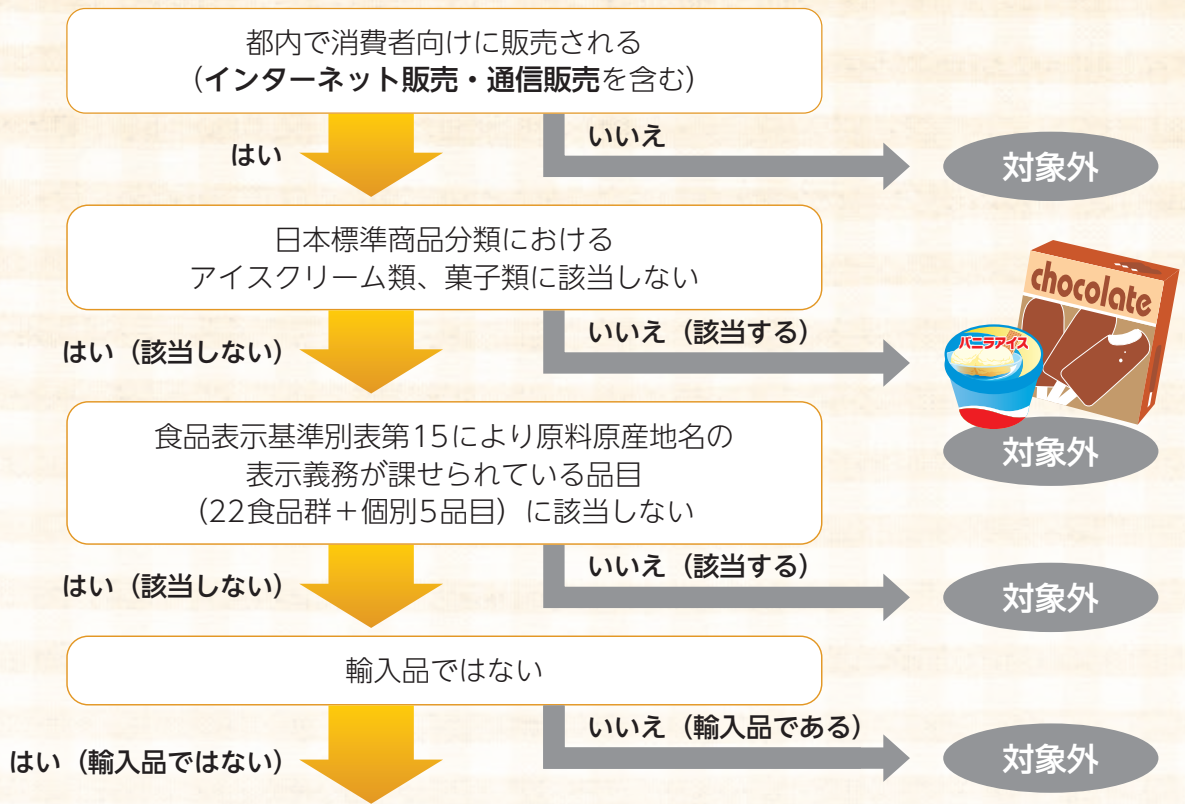 都内で消費者向けに販売される
（インターネット販売・通信販売を含む）
はい
いいえ
対象外
日本標準商品分類における
アイスクリーム類、菓子類に該当しない
はい（該当しない）
いいえ（該当する）
chocolate
バニラアイス
対象外
食品表示基準別表第15により原料原産地名の
表示義務が課せられている品目
（22食品群＋個別5品目）に該当しない
はい（該当しない）
いいえ（該当する）
対象外
輸入品ではない
はい（輸入品ではない）
いいえ（輸入品である）
対象外